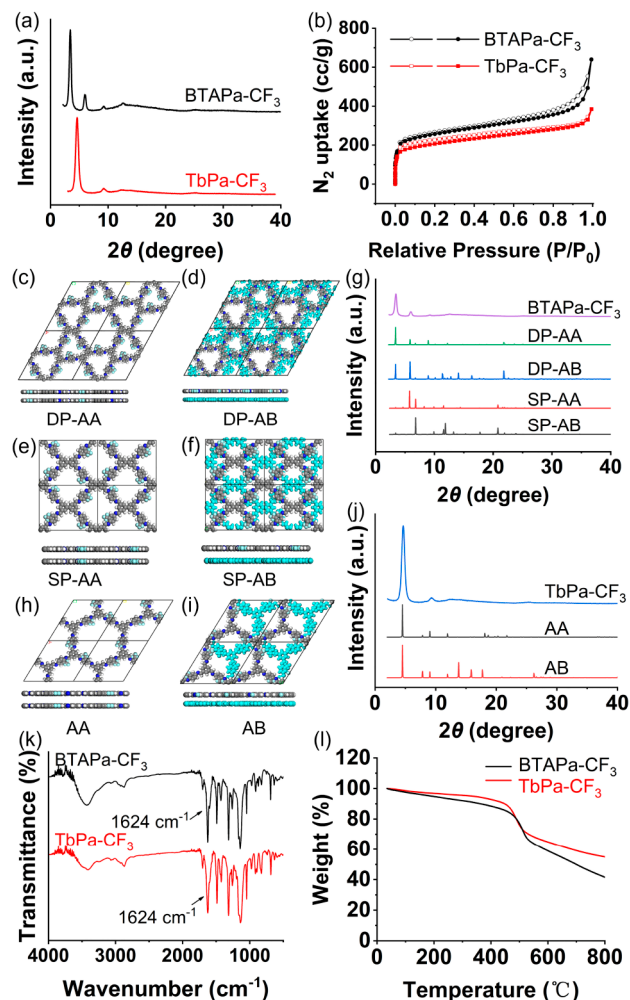 (a)
Intensity (a.u.)
BTAPa-CF₃
TbPa-CF₃
0 10 20 30 40
2θ (degree)
(b)
N₂ uptake (cc/g)
800
600
400
200
0
BTAPa-CF₃
TbPa-CF₃
0.0 0.2 0.4 0.6 0.8 1.0
Relative Pressure (P/P₀)
(c)
DP-AA
(d)
DP-AB
(e)
SP-AA
(f)
SP-AB
(g)
Intensity (a.u.)
BTAPa-CF₃
DP-AA
DP-AB
SP-AA
SP-AB
0 10 20 30 40
2θ (degree)
(h)
AA
(i)
AB
(j)
Intensity (a.u.)
TbPa-CF₃
AA
AB
0 10 20 30 40
2θ (degree)
(k)
Transmittance (%)
BTAPa-CF₃
1624 cm⁻¹
TbPa-CF₃
1624 cm⁻¹
4000 3000 2000 1000
Wavenumber (cm⁻¹)
(l)
Weight (%)
120
100
80
60
40
20
0
BTAPa-CF₃
TbPa-CF₃
0 200 400 600 800
Temperature (℃)